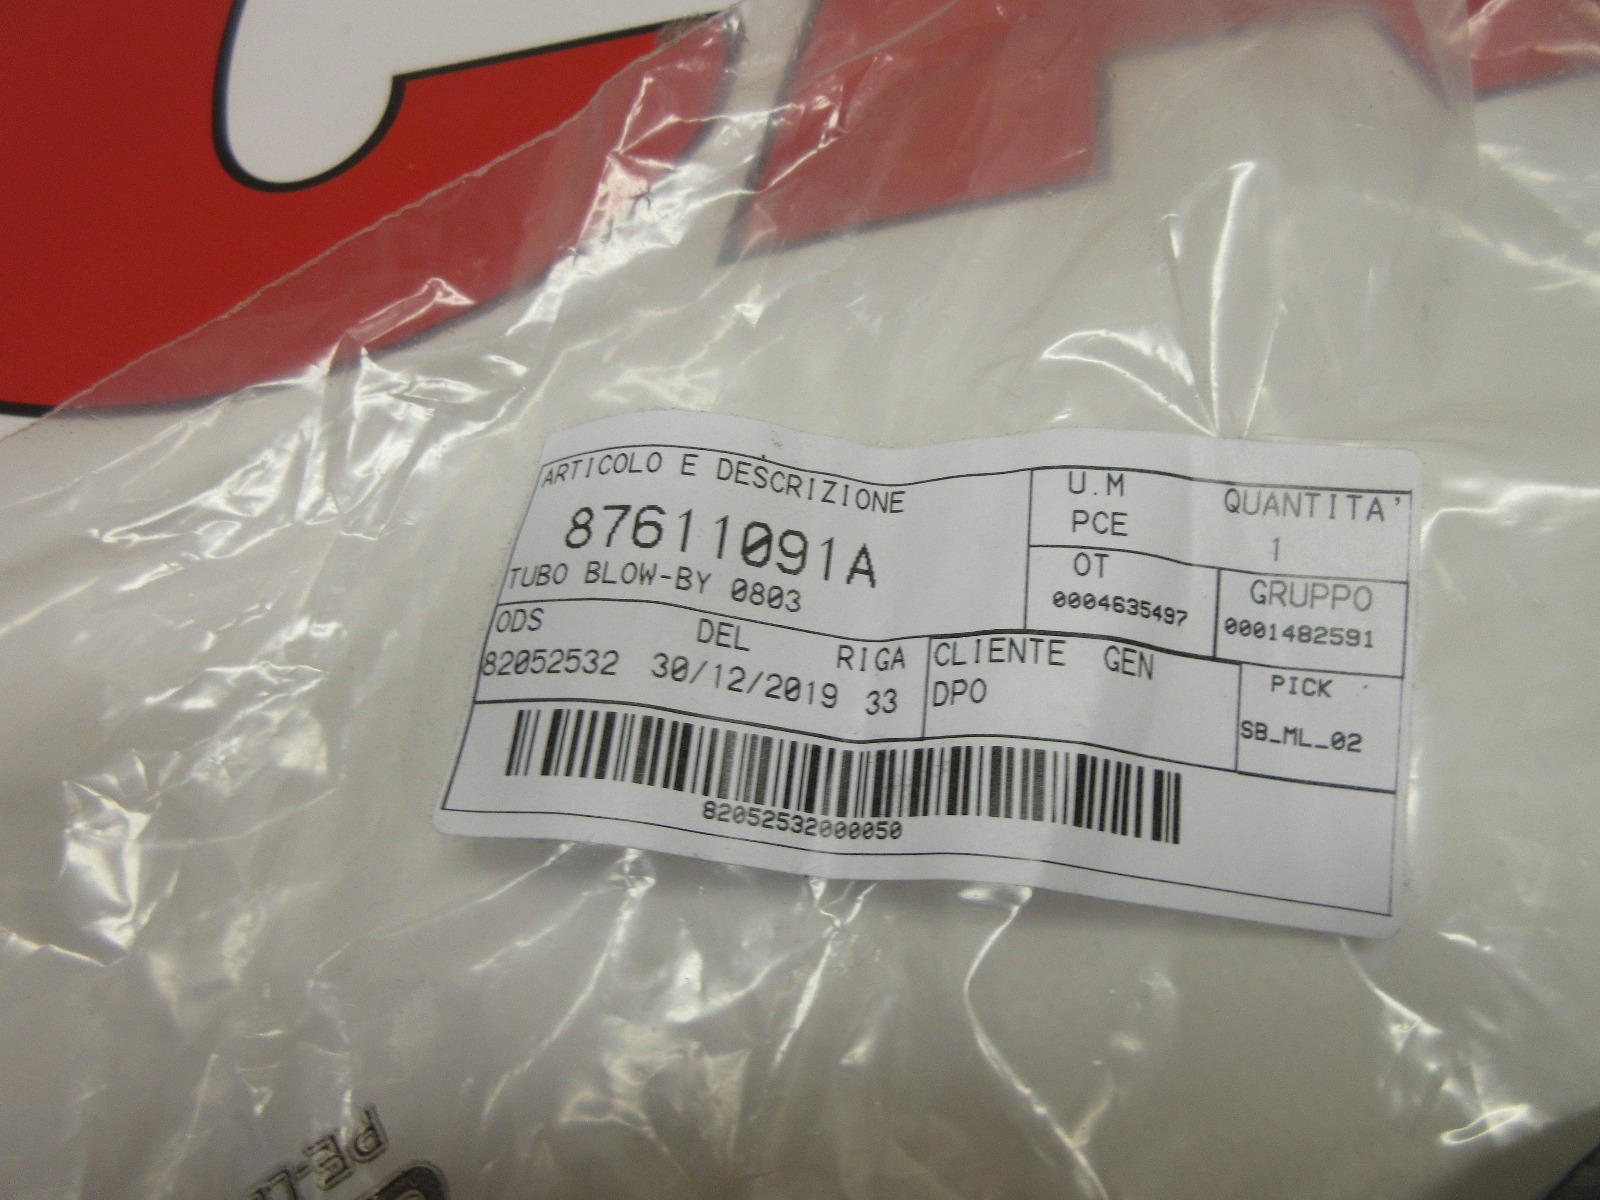 ARTICOLO E DESCRIZIONE
87611091A
TUBO BLOW-BY 0803
U.M QUANTITA'
PCE 1
OT GRUPPO
0004635497 0001482591
ODS DEL RIGA
82052532 30/12/2019 33
CLIENTE GEN
DPO
PICK
SB_ML_02
82052532000050
PE-L